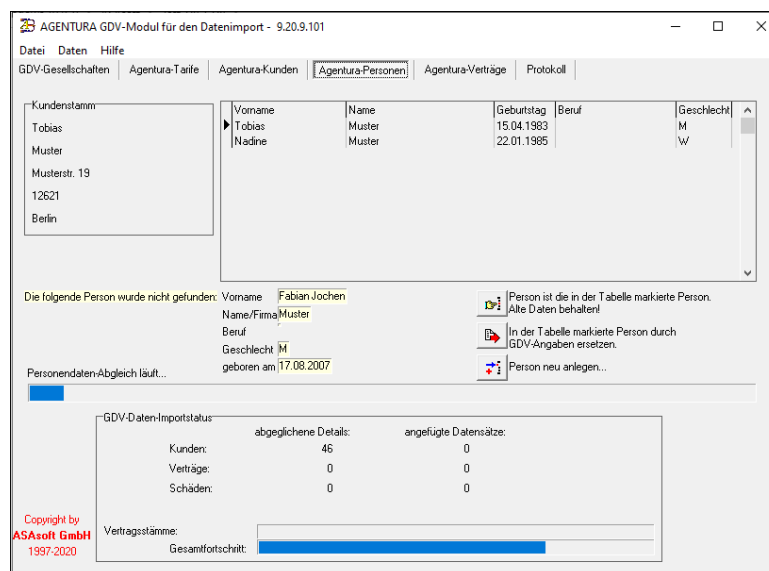 AGENTURA GDV-Modul für den Datenimport - 9.20.9.101
Datei Daten Hilfe
GDV-Gesellschaften Agentura-Tarife Agentura-Kunden Agentura-Personen Agentura-Verträge Protokoll
Kundenstamm
Tobias
Muster
Musterstr. 19
12621
Berlin
Vorname Name Geburtstag Beruf Geschlecht
Tobias Muster 15.04.1983 M
Nadine Muster 22.01.1985 W
Die folgende Person wurde nicht gefunden: Vorname Fabian Jochen
Name/Firma Muster
Beruf
Geschlecht M
geboren am 17.08.2007
Person ist die in der Tabelle markierte Person.
Alte Daten behalten!
In der Tabelle markierte Person durch
GDV-Angaben ersetzen.
Person neu anlegen...
Personendaten-Abgleich läuft...
GDV-Daten-Importstatus
abgeglichene Details: angefügte Datensätze:
Kunden: 46 0
Verträge: 0 0
Schäden: 0 0
Vertragsstämme:
Gesamtfortschritt:
Copyright by
ASAsoft GmbH
1997-2020